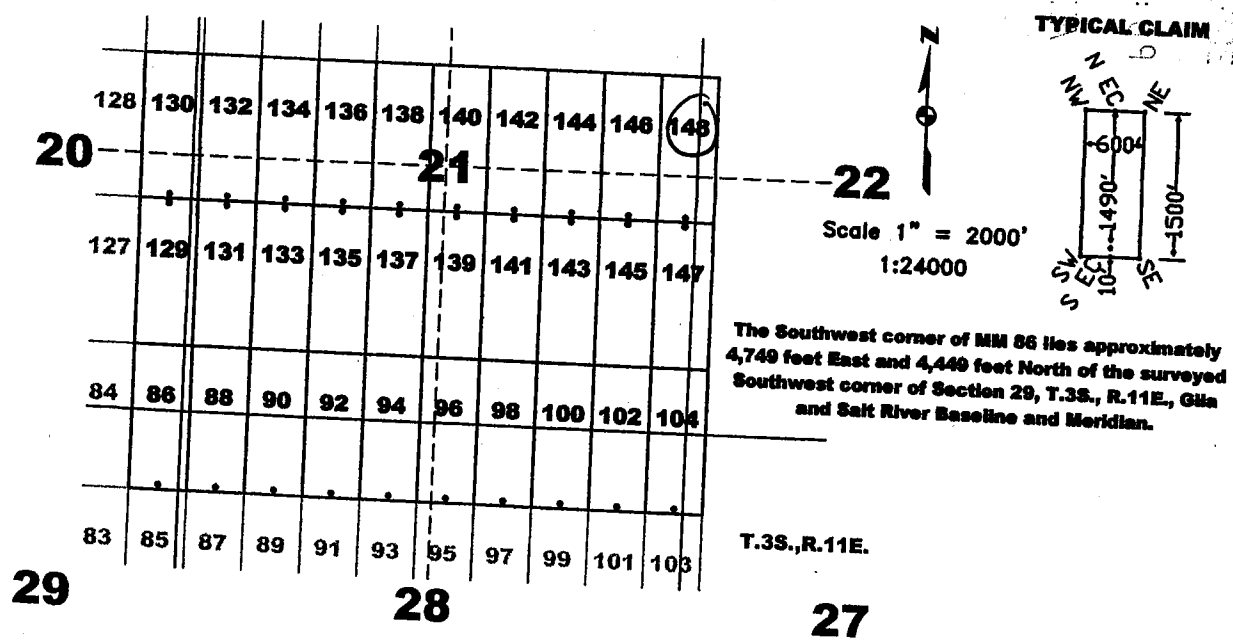 TYPICAL CLAIM
N
N EC
NW
NE
600'
1490'
1500'
10
SW
S EC
SE
128 130 132 134 136 138 140 142 144 146 148
20
21
22
Scale 1" = 2000'
1:24000
127 129 131 133 135 137 139 141 143 145 147
The Southwest corner of MM 86 lies approximately
4,749 feet East and 4,449 feet North of the surveyed
Southwest corner of Section 29, T.3S., R.11E., Gila
and Salt River Baseline and Meridian.
84 86 88 90 92 94 96 98 100 102 104
83 85 87 89 91 93 95 97 99 101 103
T.3S.,R.11E.
29
28
27